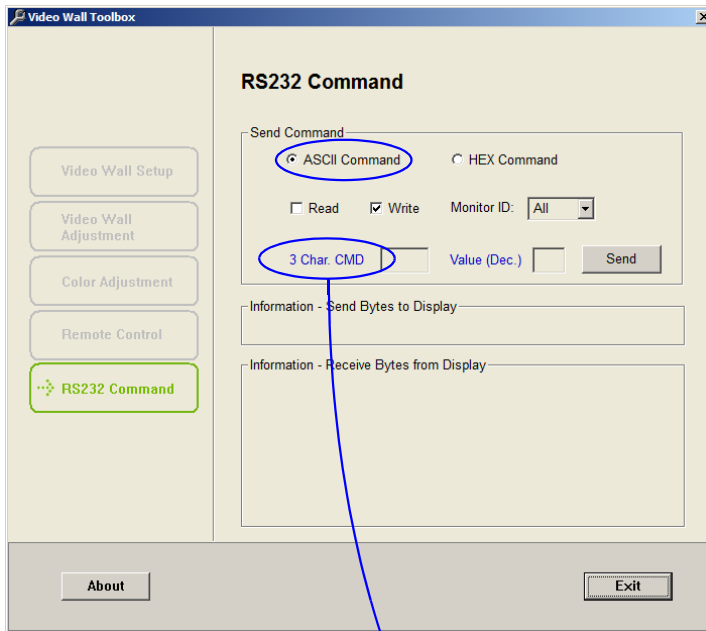 Video Wall Toolbox
RS232 Command
Send Command
ASCII Command HEX Command
Video Wall Setup
Read Write Monitor ID: All
Video Wall
Adjustment
3 Char. CMD Value (Dec.) Send
Color Adjustment
Information - Send Bytes to Display
Remote Control
Information - Receive Bytes from Display
RS232 Command
About Exit